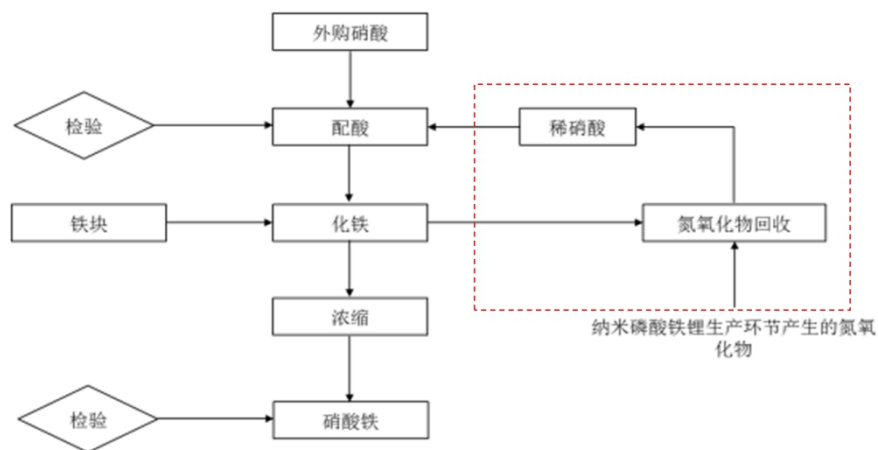 外购硝酸
检验
配酸
稀硝酸
铁块
化铁
氮氧化物回收
浓缩
纳米磷酸铁锂生产环节产生的氮氧
化物
检验
硝酸铁